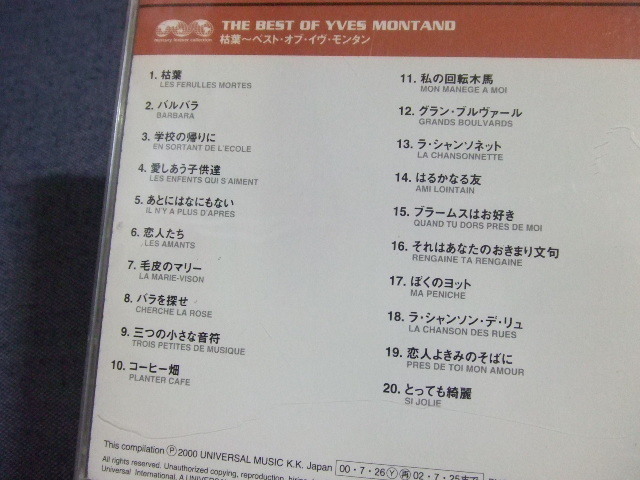 THE BEST OF YVES MONTAND
枯葉～ベスト・オブ・イヴ・モンタン
1. 枯葉
LES FERULLES MORTES
2. バルバラ
BARBARA
3. 学校の帰りに
EN SORTANT DE L'ECOLE
4. 愛しあう子供達
LES ENFENTS QUI S'AIMENT
5. あとにはなにもない
IL N'Y A PLUS D'APRES
6. 恋人たち
LES AMANTS
7. 毛皮のマリー
LA MARIE-VISON
8. バラを探せ
CHERCHE LA ROSE
9. 三つの小さな音符
TROIS PETITES DE MUSIQUE
10. コーヒー畑
PLANTER CAFE
11. 私の回転木馬
MON MANEGE A MOI
12. グラン・ブルヴァール
GRANDS BOULVARDS
13. ラ・シャンソネット
LA CHANSONNETTE
14. はるかなる友
AMI LOINTAIN
15. ブラームスはお好き
QUAND TU DORS PRES DE MOI
16. それはあなたのおきまり文句
RENGAINE TA RENGAINE
17. ぼくのヨット
MA PENICHE
18. ラ・シャンソン・デ・リュ
LA CHANSON DES RUES
19. 恋人よきみのそばに
PRES DE TOI MON AMOUR
20. とっても綺麗
SI JOLIE
This compilation Ⓟ 2000 UNIVERSAL MUSIC K.K. Japan
00・7・26 Ⓨ 再 02・7・25まで
All rights reserved. Unauthorized copying, reproduction, hiring
Universal International, A UNIVERSAL